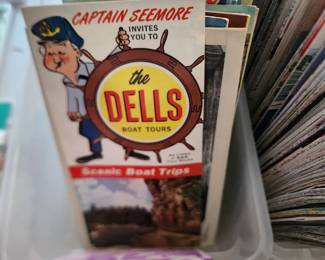 CAPTAIN SEEMORE
INVITES
YOU TO
the
DELLS
BOAT TOURS
Scenic Boat Trips